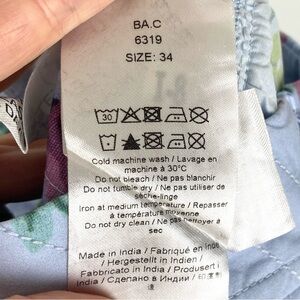 BA.C
6319
SIZE: 34
30
Cold machine wash / Lavage en
machine à 30°C
Do not bleach / Ne pas blanchir
Do not tumble dry / Ne pas utiliser de
sèche-linge
Iron at medium temperature / Repasser
à température moyenne
Do not dry clean / Ne pas nettoyer à
sec
Made in India / Fabriqué en Inde
/ Hergestellt in Indien /
Fabbricato in India / Produsert i
India / Сделано в Индии / 印